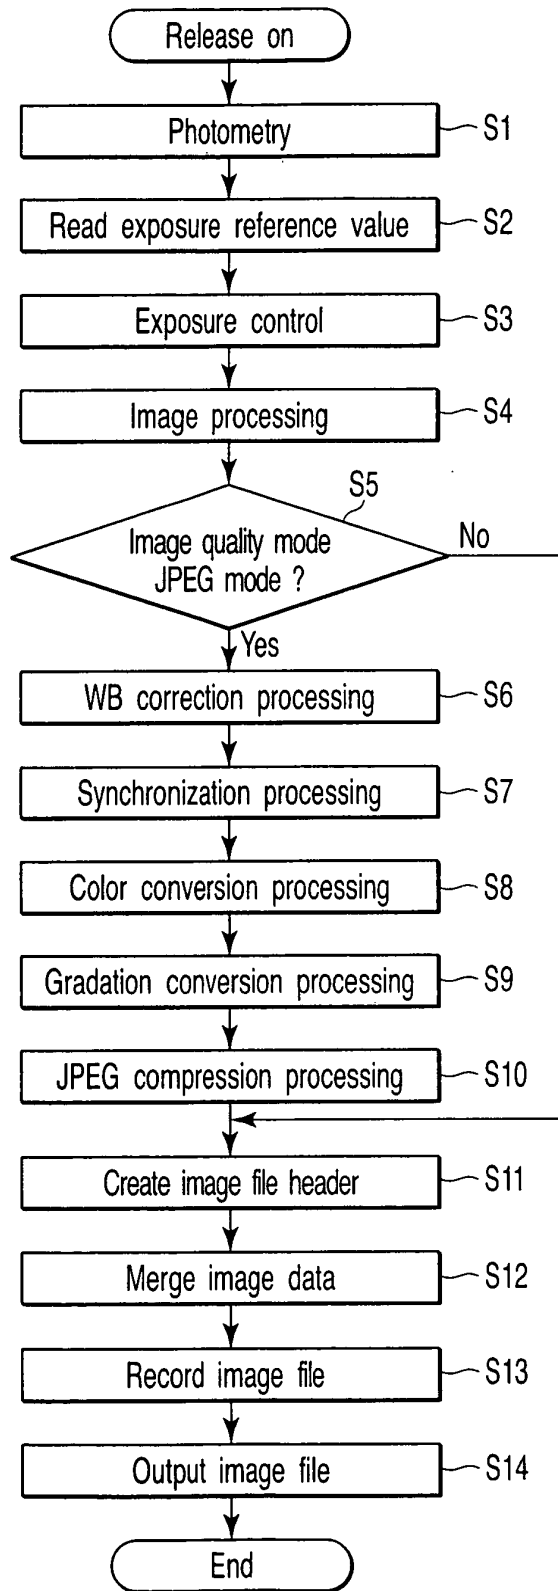 Release on
Photometry S1
Read exposure reference value S2
Exposure control S3
Image processing S4
S5
Image quality mode
JPEG mode ?
No
Yes
WB correction processing S6
Synchronization processing S7
Color conversion processing S8
Gradation conversion processing S9
JPEG compression processing S10
Create image file header S11
Merge image data S12
Record image file S13
Output image file S14
End